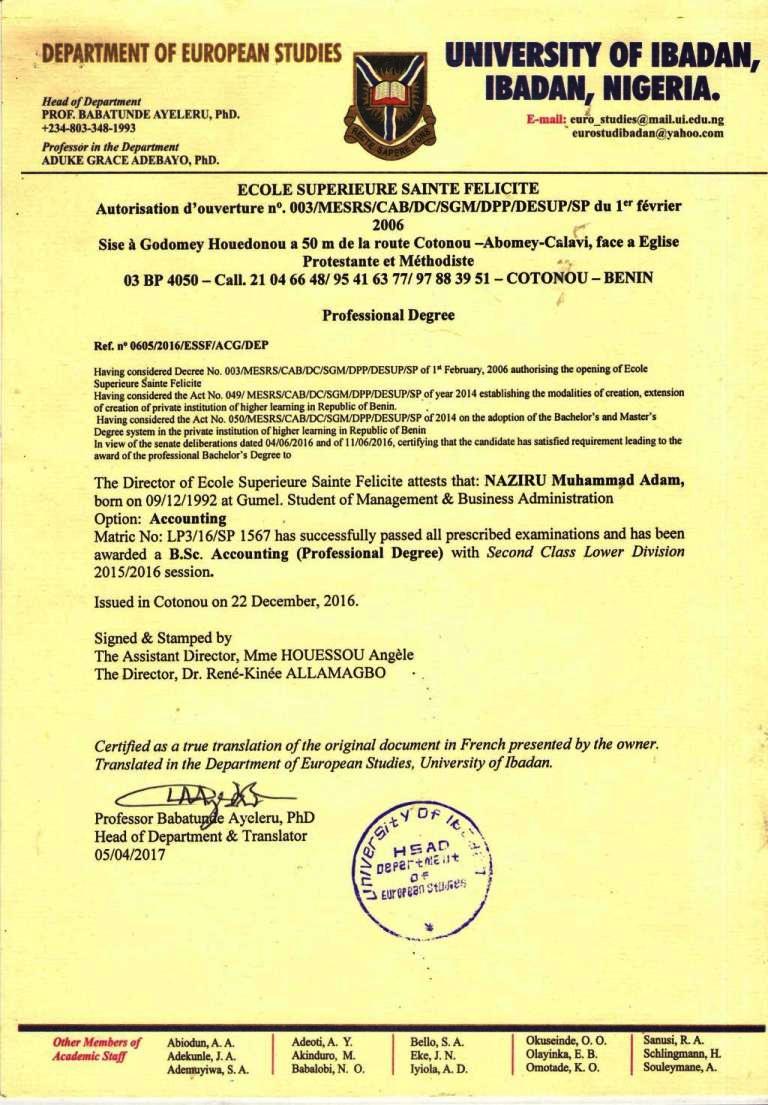 DEPARTMENT OF EUROPEAN STUDIES
UNIVERSITY OF IBADAN,
IBADAN, NIGERIA.
Head of Department
PROF. BABATUNDE AYELERU, PhD.
+234-803-348-1993
Professor in the Department
ADUKE GRACE ADEBAYO, PhD.
RECTE SAPERE FONS
E-mail: euro_studies@mail.ui.edu.ng
eurostudibadan@yahoo.com
ECOLE SUPERIEURE SAINTE FELICITE
Autorisation d'ouverture nº. 003/MESRS/CAB/DC/SGM/DPP/DESUP/SP du 1er février
2006
Sise à Godomey Houedonou a 50 m de la route Cotonou –Abomey-Calavi, face a Eglise
Protestante et Méthodiste
03 BP 4050 – Call. 21 04 66 48/ 95 41 63 77/ 97 88 39 51 – COTONOU – BENIN
Professional Degree
Ref. nº 0605/2016/ESSF/ACG/DEP
Having considered Decree No. 003/MESRS/CAB/DC/SGM/DPP/DESUP/SP of 1st February, 2006 authorising the opening of Ecole
Superieure Sainte Felicite
Having considered the Act No. 049/ MESRS/CAB/DC/SGM/DPP/DESUP/SP of year 2014 establishing the modalities of creation, extension
of creation of private institution of higher learning in Republic of Benin.
Having considered the Act No. 050/MESRS/CAB/DC/SGM/DPP/DESUP/SP of 2014 on the adoption of the Bachelor's and Master's
Degree system in the private institution of higher learning in Republic of Benin
In view of the senate deliberations dated 04/06/2016 and of 11/06/2016, certifying that the candidate has satisfied requirement leading to the
award of the professional Bachelor's Degree to
The Director of Ecole Superieure Sainte Felicite attests that: NAZIRU Muhammad Adam,
born on 09/12/1992 at Gumel. Student of Management & Business Administration
Option: Accounting
Matric No: LP3/16/SP 1567 has successfully passed all prescribed examinations and has been
awarded a B.Sc. Accounting (Professional Degree) with Second Class Lower Division
2015/2016 session.
Issued in Cotonou on 22 December, 2016.
Signed & Stamped by
The Assistant Director, Mme HOUESSOU Angèle
The Director, Dr. René-Kinée ALLAMAGBO
Certified as a true translation of the original document in French presented by the owner.
Translated in the Department of European Studies, University of Ibadan.
Professor Babatunde Ayeleru, PhD
Head of Department & Translator
05/04/2017
University Of Ibadan
HEAD
Department
of
European Studies
Other Members of
Academic Staff
Abiodun, A. A.
Adekunle, J. A.
Ademuyiwa, S. A.
Adeoti, A. Y.
Akinduro, M.
Babalobi, N. O.
Bello, S. A.
Eke, J. N.
Iyiola, A. D.
Okuseinde, O. O.
Olayinka, E. B.
Omotade, K. O.
Sanusi, R. A.
Schlingmann, H.
Souleymane, A.